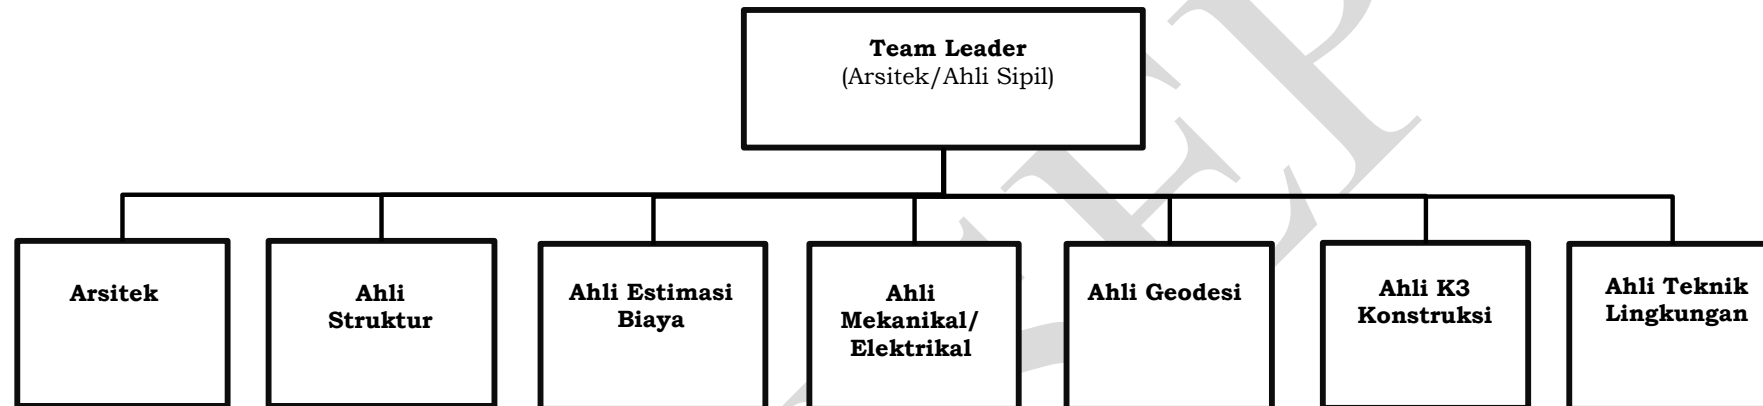 Team Leader
(Arsitek/Ahli Sipil)
Arsitek
Ahli
Struktur
Ahli Estimasi
Biaya
Ahli
Mekanikal/
Elektrikal
Ahli Geodesi
Ahli K3
Konstruksi
Ahli Teknik
Lingkungan